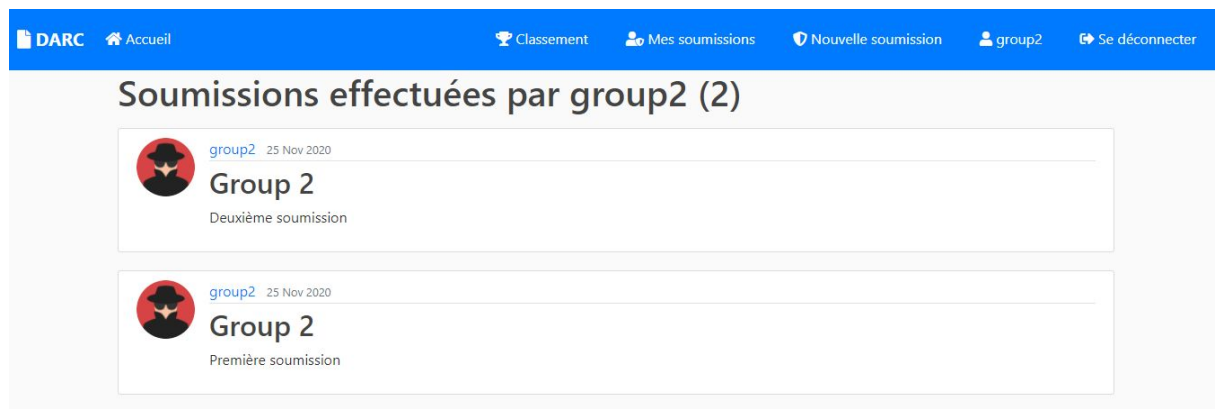 DARC Accueil Classement Mes soumissions Nouvelle soumission group2 Se déconnecter
Soumissions effectuées par group2 (2)
group2 25 Nov 2020
Group 2
Deuxième soumission
group2 25 Nov 2020
Group 2
Première soumission